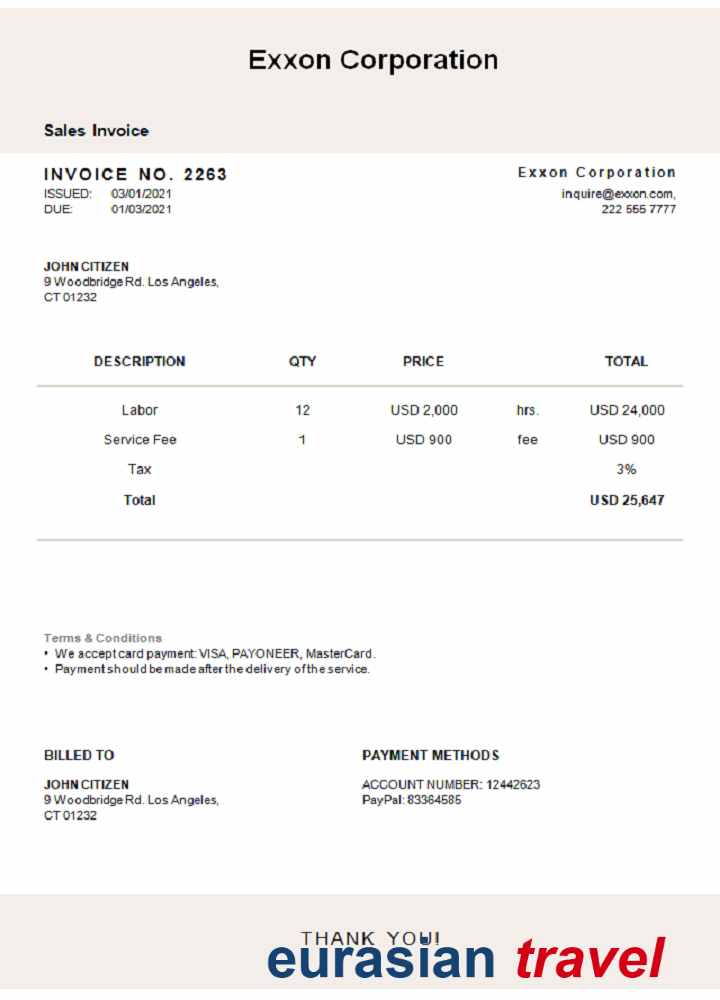 Exxon Corporation
Sales Invoice
INVOICE NO. 2263
ISSUED: 03/01/2021
DUE: 01/03/2021
Exxon Corporation
inquire@exxon.com,
222 555 7777
JOHN CITIZEN
9 Woodbridge Rd. Los Angeles,
CT 01232
DESCRIPTION QTY PRICE TOTAL
Labor 12 USD 2,000 hrs. USD 24,000
Service Fee 1 USD 900 fee USD 900
Tax 3%
Total USD 25,647
Terms & Conditions
• We accept card payment: VISA, PAYONEER, MasterCard.
• Payment should be made after the delivery of the service.
BILLED TO
JOHN CITIZEN
9 Woodbridge Rd. Los Angeles,
CT 01232
PAYMENT METHODS
ACCOUNT NUMBER: 12442623
PayPal: 83364585
THANK YOU!
eurasian travel